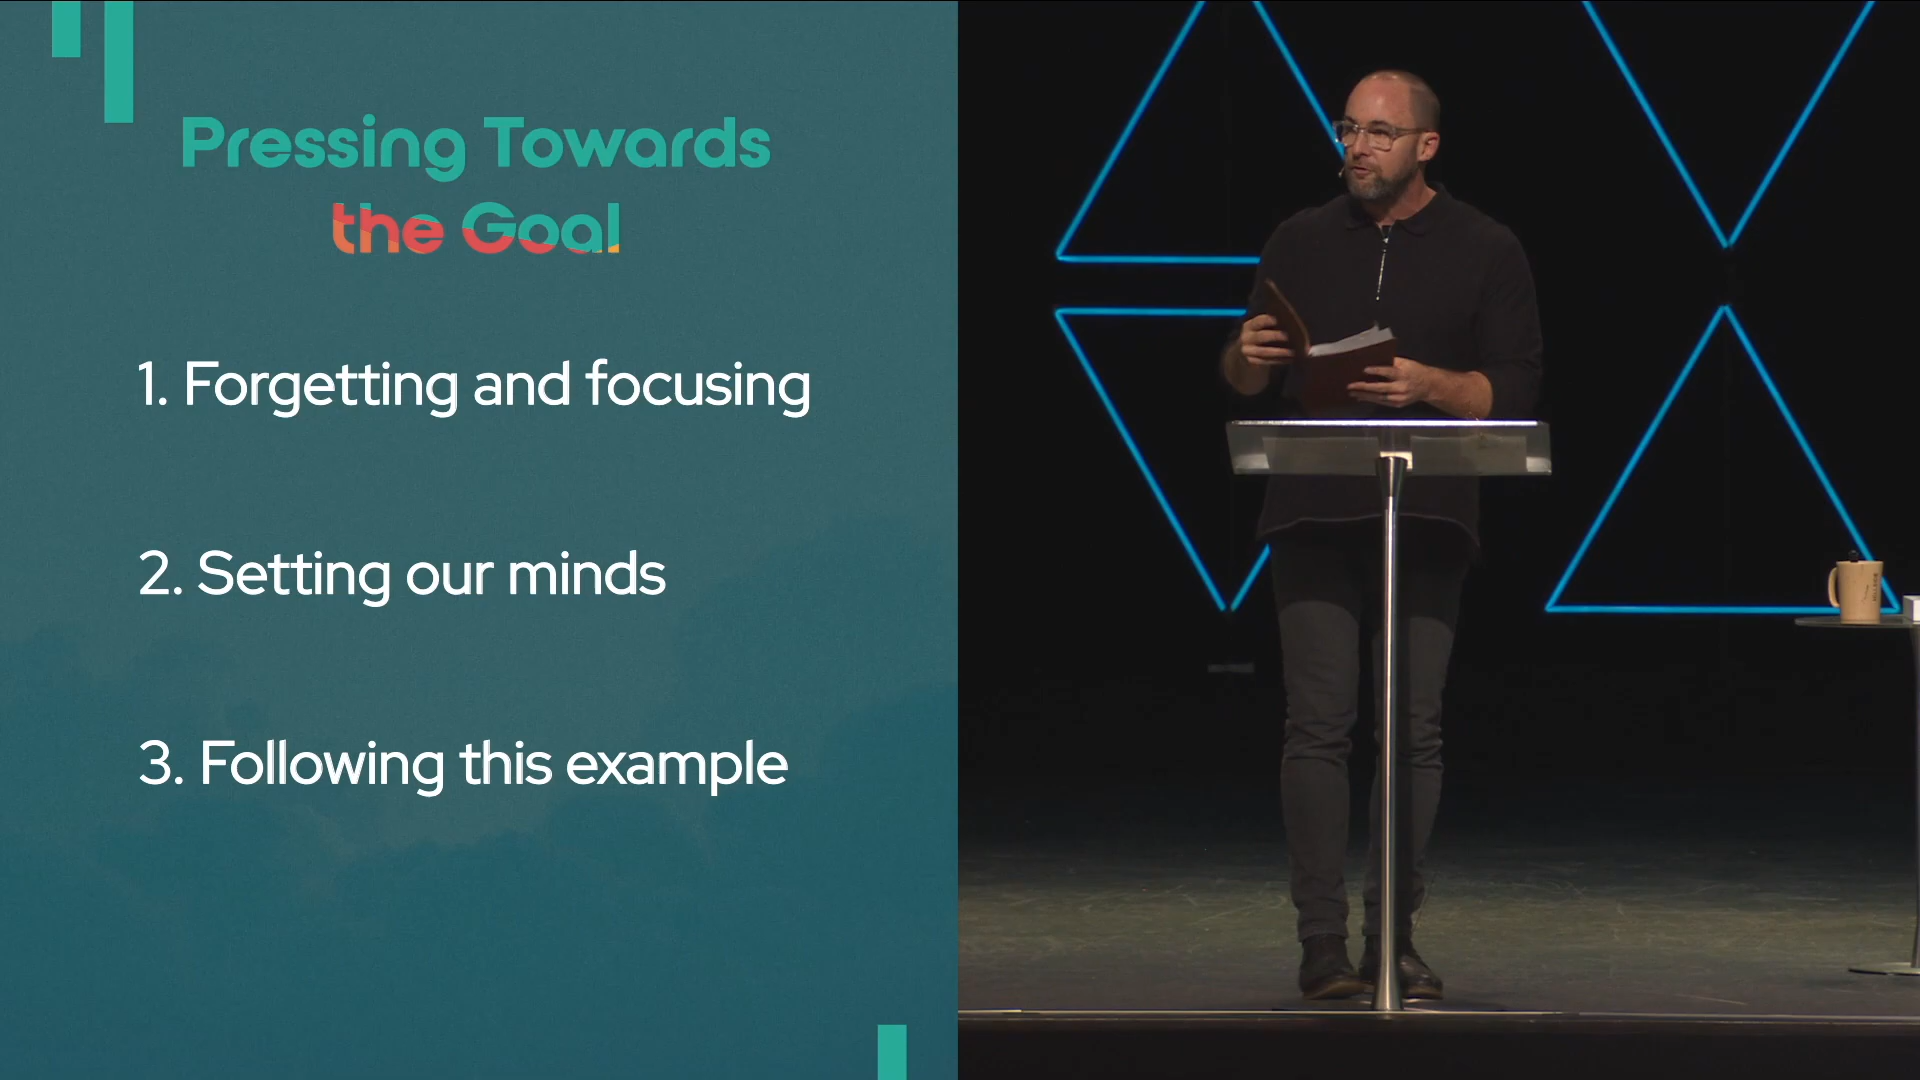 Pressing Towards
the Goal
1. Forgetting and focusing
2. Setting our minds
3. Following this example